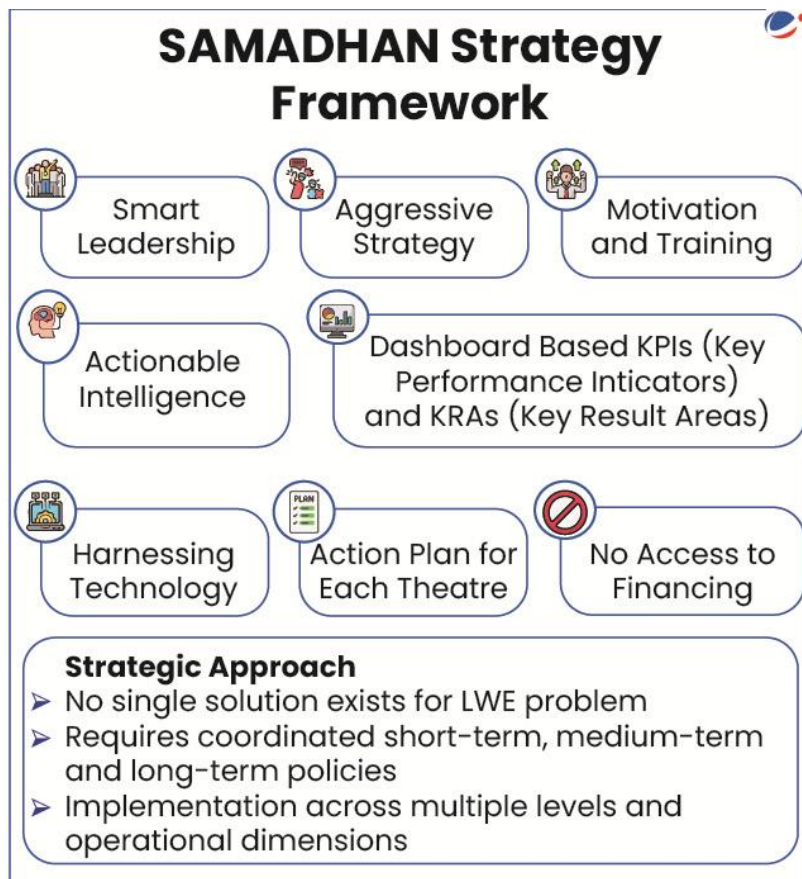 SAMADHAN Strategy
Framework
Smart
Leadership
Aggressive
Strategy
Motivation
and Training
Actionable
Intelligence
Dashboard Based KPIs (Key
Performance Inticators)
and KRAs (Key Result Areas)
Harnessing
Technology
PLAN
Action Plan for
Each Theatre
No Access to
Financing
Strategic Approach
➢ No single solution exists for LWE problem
➢ Requires coordinated short-term, medium-term
and long-term policies
➢ Implementation across multiple levels and
operational dimensions